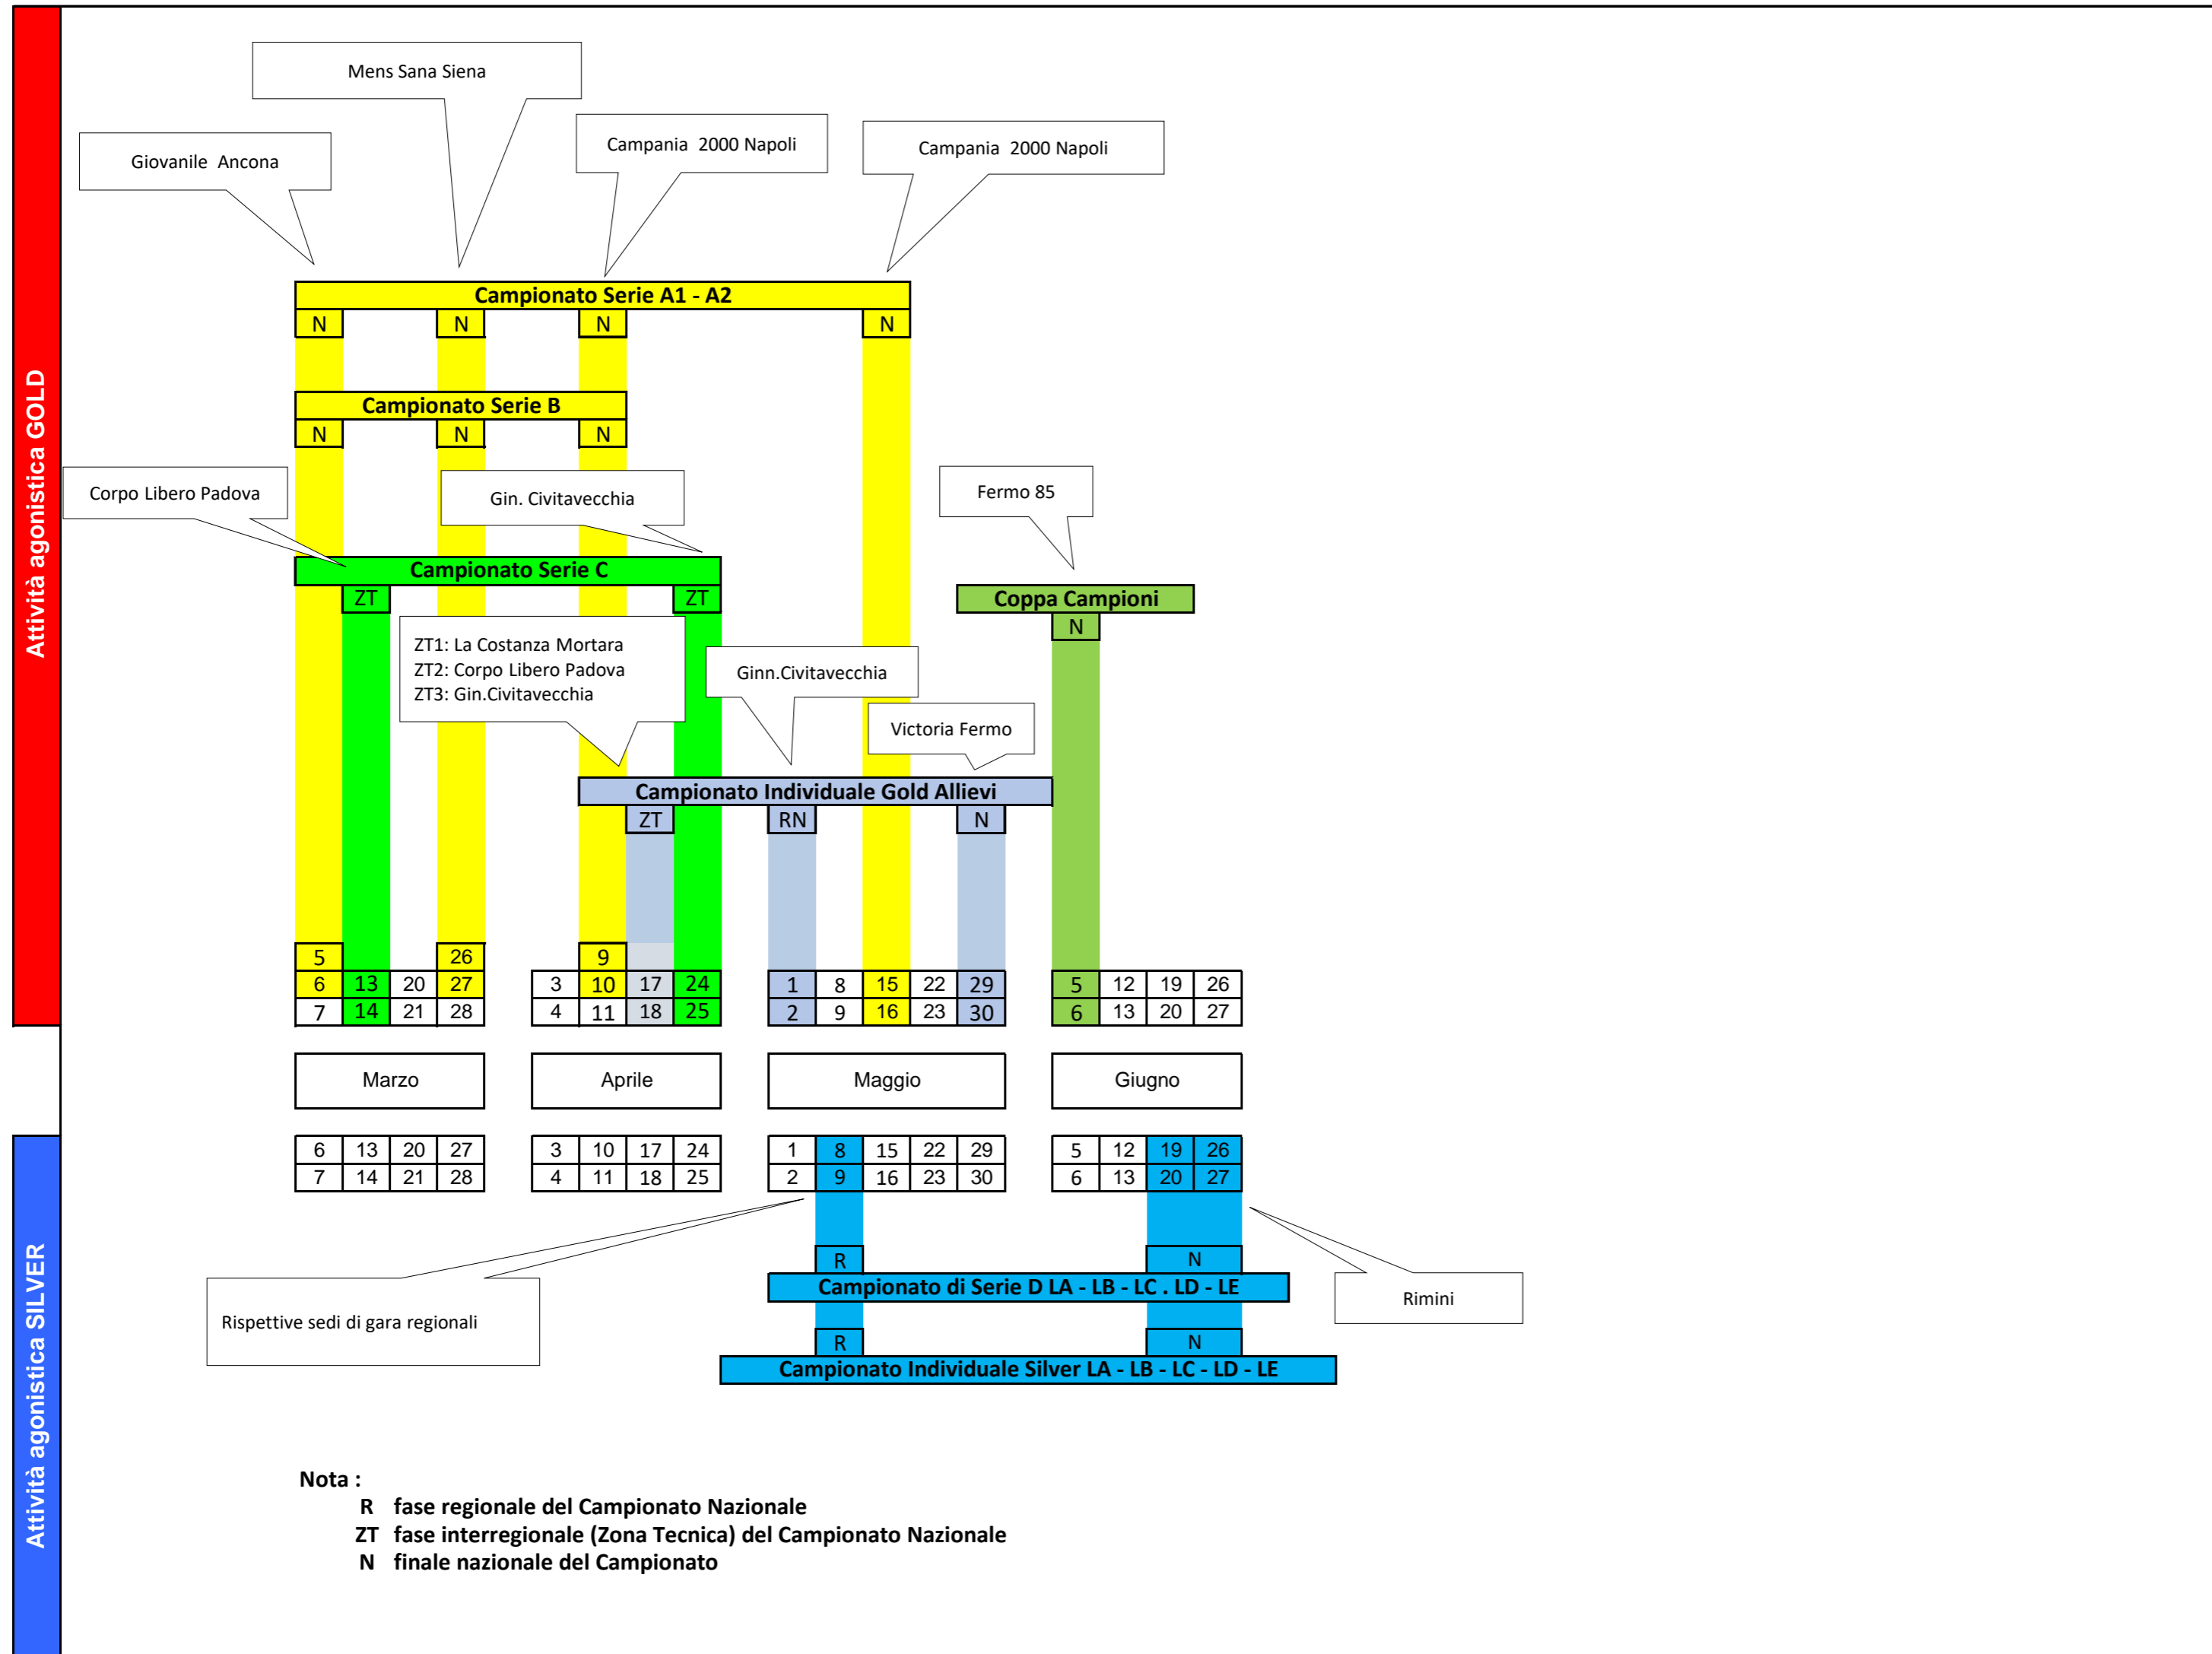 Attività agonistica GOLD
Mens Sana Siena
Giovanile  Ancona
Campania  2000 Napoli
Campania  2000 Napoli
Campionato Serie A1 - A2
N N N N
Campionato Serie B
N N N
Corpo Libero Padova
Gin. Civitavecchia
Fermo 85
Campionato Serie C
ZT ZT
Coppa Campioni
N
ZT1: La Costanza Mortara
ZT2: Corpo Libero Padova
ZT3: Gin.Civitavecchia
Ginn.Civitavecchia
Victoria Fermo
Campionato Individuale Gold Allievi
ZT RN N
5 26 9
6 13 20 27 3 10 17 24 1 8 15 22 29 5 12 19 26
7 14 21 28 4 11 18 25 2 9 16 23 30 6 13 20 27
Marzo Aprile Maggio Giugno
Attività agonistica SILVER
6 13 20 27 3 10 17 24 1 8 15 22 29 5 12 19 26
7 14 21 28 4 11 18 25 2 9 16 23 30 6 13 20 27
R N
Campionato di Serie D LA - LB - LC . LD - LE
Rispettive sedi di gara regionali
Rimini
R N
Campionato Individuale Silver LA - LB - LC - LD - LE
Nota :
R fase regionale del Campionato Nazionale
ZT fase interregionale (Zona Tecnica) del Campionato Nazionale
N finale nazionale del Campionato